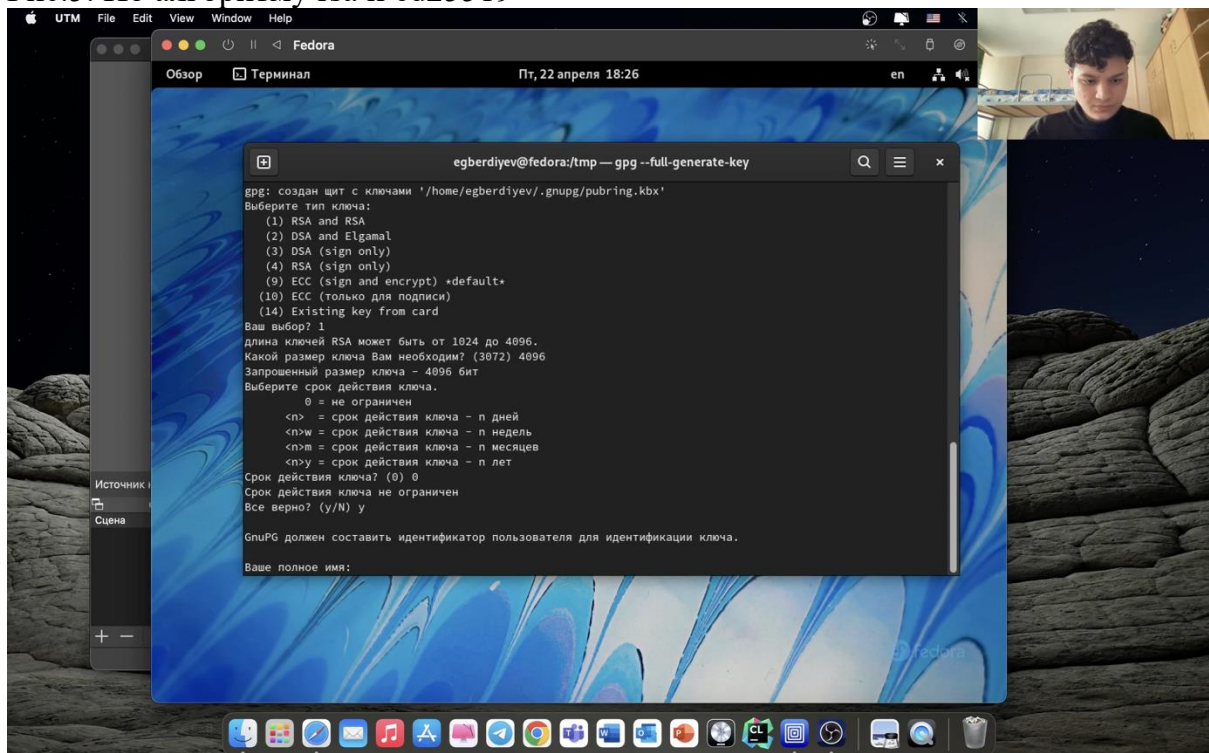 Рис.5: По алгоритму rsa и ed25519
UTM File Edit View Window Help
Fedora
Обзор Терминал Пт, 22 апреля 18:26 en
egberdiyev@fedora:/tmp — gpg --full-generate-key
gpg: создан щит с ключами '/home/egberdiyev/.gnupg/pubring.kbx'
Выберите тип ключа:
(1) RSA and RSA
(2) DSA and Elgamal
(3) DSA (sign only)
(4) RSA (sign only)
(9) ECC (sign and encrypt) *default*
(10) ECC (только для подписи)
(14) Existing key from card
Ваш выбор? 1
длина ключей RSA может быть от 1024 до 4096.
Какой размер ключа Вам необходим? (3072) 4096
Запрошенный размер ключа - 4096 бит
Выберите срок действия ключа.
0 = не ограничен
<n> = срок действия ключа - n дней
<n>w = срок действия ключа - n недель
<n>m = срок действия ключа - n месяцев
<n>y = срок действия ключа - n лет
Срок действия ключа? (0) 0
Срок действия ключа не ограничен
Все верно? (y/N) y
GnuPG должен составить идентификатор пользователя для идентификации ключа.
Ваше полное имя:
Источник
Сцена
fedora